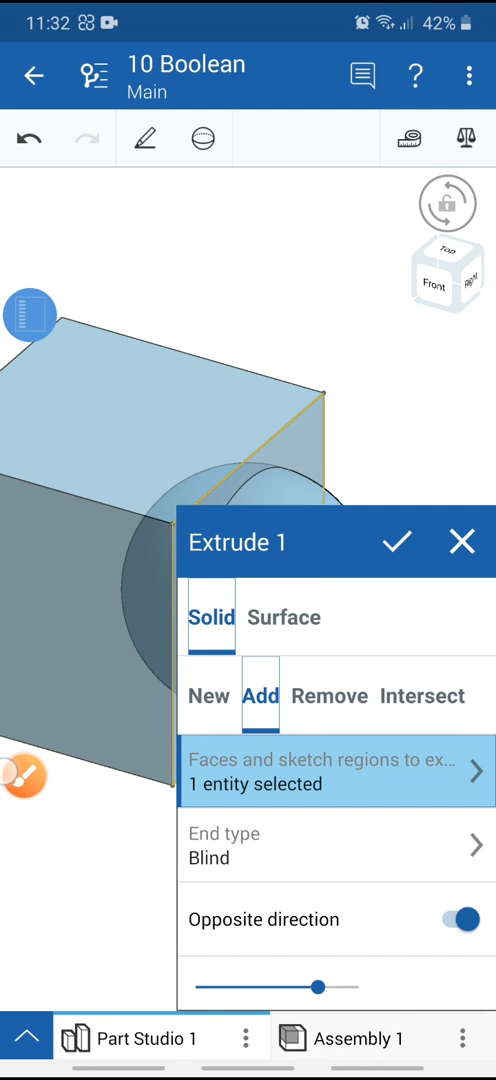 11:32 42%
10 Boolean
Main
Top
Front Right
Extrude 1
Solid Surface
New Add Remove Intersect
Faces and sketch regions to ex...
1 entity selected
End type
Blind
Opposite direction
Part Studio 1 Assembly 1